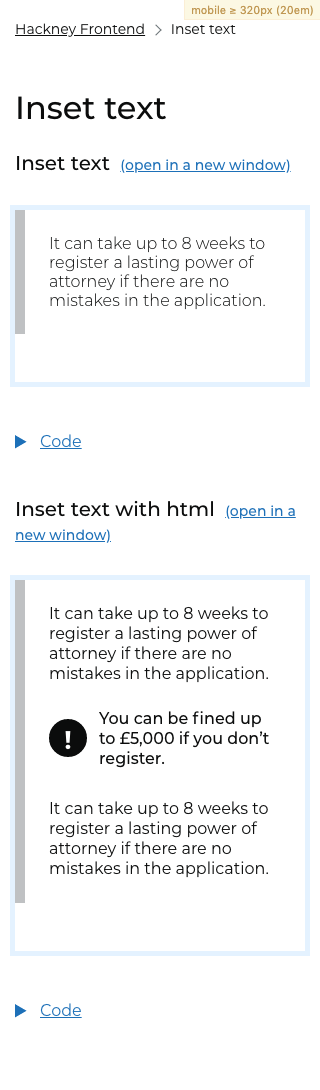 mobile ≥ 320px (20em)
Hackney Frontend > Inset text
Inset text
Inset text (open in a new window)
It can take up to 8 weeks to
register a lasting power of
attorney if there are no
mistakes in the application.
Code
Inset text with html (open in a
new window)
It can take up to 8 weeks to
register a lasting power of
attorney if there are no
mistakes in the application.
!
You can be fined up
to £5,000 if you don’t
register.
It can take up to 8 weeks to
register a lasting power of
attorney if there are no
mistakes in the application.
Code